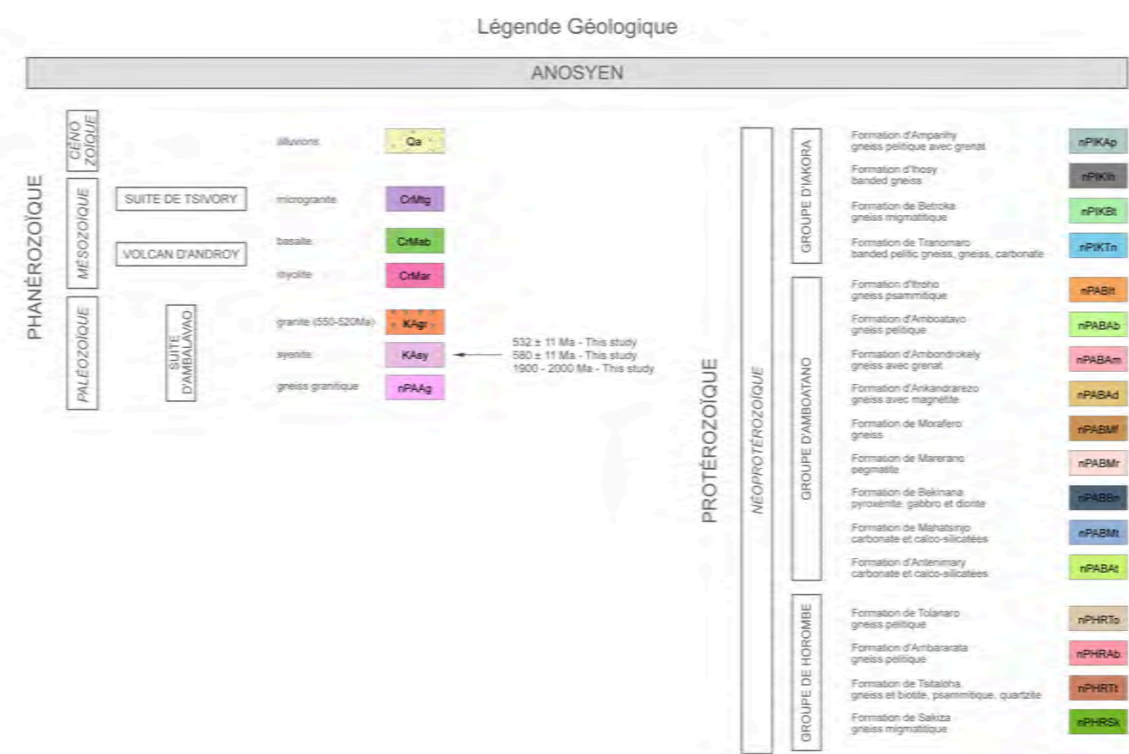 Légende Géologique
ANOSYEN
PHANÉROZOÏQUE
CÉNO
ZOÏQUE
alluvions
Qa
MÉSOZOÏQUE
SUITE DE TSIVORY
microgranite
CrMtg
VOLCAN D'ANDROY
basalte
CrMab
rhyolite
CrMar
PALÉOZOÏQUE
SUITE
D'AMBALAVAO
granite (550-520Ma)
KAgr
syenite
KAsy
532 ± 11 Ma - This study
580 ± 11 Ma - This study
1900 - 2000 Ma - This study
gneiss granitique
nPAAg
PROTÉROZOÏQUE
NÉOPROTÉROZOÏQUE
GROUPE D'IAKORA
Formation d'Amparihy
gneiss pelitique avec grenat
nPIKAp
Formation d'Ihosy
banded gneiss
nPIKIh
Formation de Betroka
gneiss migmatitique
nPIKBt
Formation de Tranomaro
banded pelitic gneiss, gneiss, carbonate
nPIKTn
GROUPE D'AMBOATANO
Formation d'Itroho
gneiss psammitique
nPABIt
Formation d'Amboatavo
gneiss pelitique
nPABAb
Formation d'Ambondrokely
gneiss avec grenat
nPABAm
Formation d'Ankandrarezo
gneiss avec magnétite
nPABAd
Formation de Morafero
gneiss
nPABMf
Formation de Marerano
pegmatite
nPABMr
Formation de Bekinana
pyroxénite, gabbro et diorite
nPABBn
Formation de Mahatsinjo
carbonate et calco-silicatées
nPABMt
Formation d'Antenimary
carbonate et calco-silicatées
nPABAt
GROUPE DE HOROMBE
Formation de Tolanaro
gneiss pelitique
nPHRTo
Formation d'Ambararata
gneiss pelitique
nPHRAb
Formation de Tsitaloha
gneiss et biotite, psammitique, quartzite
nPHRTt
Formation de Sakiza
gneiss migmatitique
nPHRSk